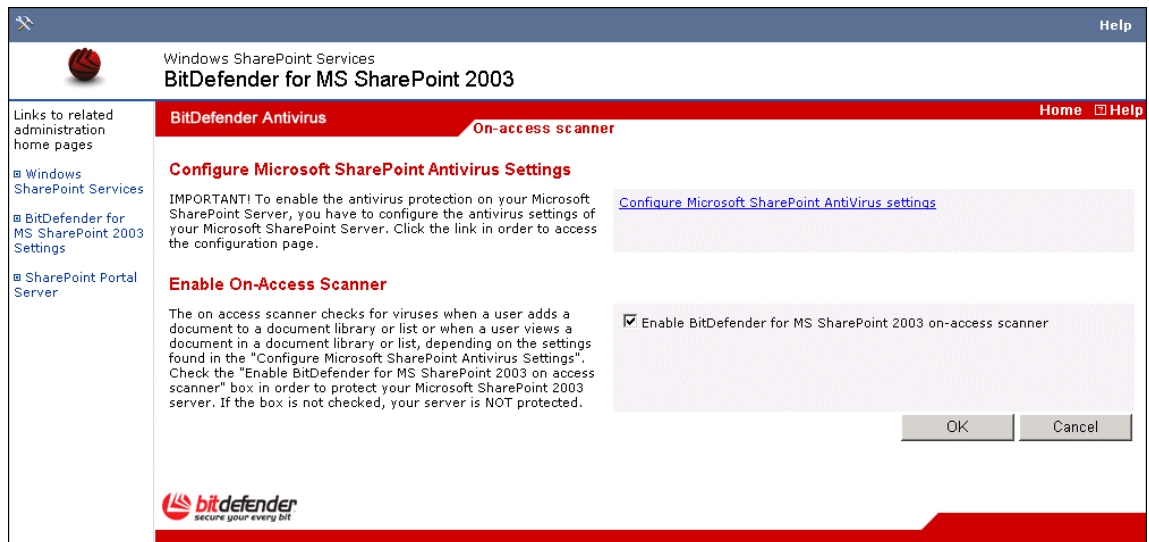 Help
Windows SharePoint Services
BitDefender for MS SharePoint 2003
Links to related
administration
home pages
Windows
SharePoint Services
BitDefender for
MS SharePoint 2003
Settings
SharePoint Portal
Server
BitDefender Antivirus
On-access scanner
Home ? Help
Configure Microsoft SharePoint Antivirus Settings
IMPORTANT! To enable the antivirus protection on your Microsoft
SharePoint Server, you have to configure the antivirus settings of
your Microsoft SharePoint Server. Click the link in order to access
the configuration page.
Configure Microsoft SharePoint AntiVirus settings
Enable On-Access Scanner
The on access scanner checks for viruses when a user adds a
document to a document library or list or when a user views a
document in a document library or list, depending on the settings
found in the "Configure Microsoft SharePoint Antivirus Settings".
Check the "Enable BitDefender for MS SharePoint 2003 on access
scanner" box in order to protect your Microsoft SharePoint 2003
server. If the box is not checked, your server is NOT protected.
Enable BitDefender for MS SharePoint 2003 on-access scanner
OK Cancel
bitdefender
secure your every bit